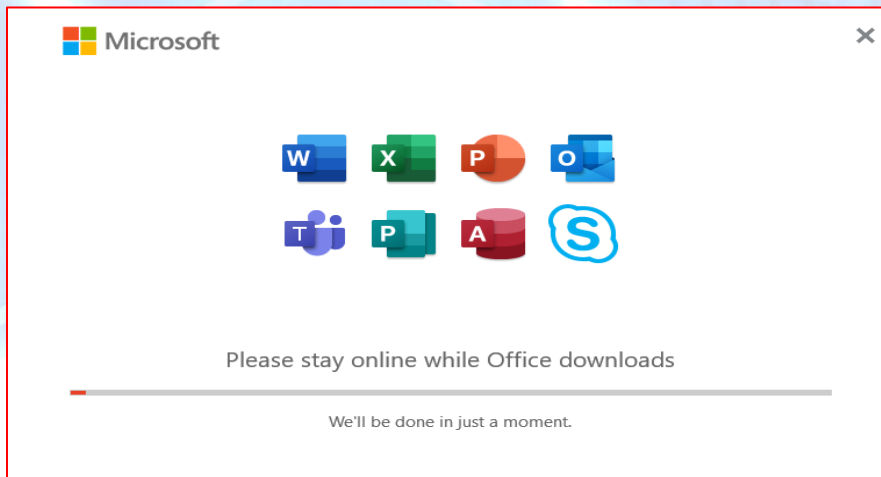 Microsoft
W X P O
T P A S
Please stay online while Office downloads
We'll be done in just a moment.